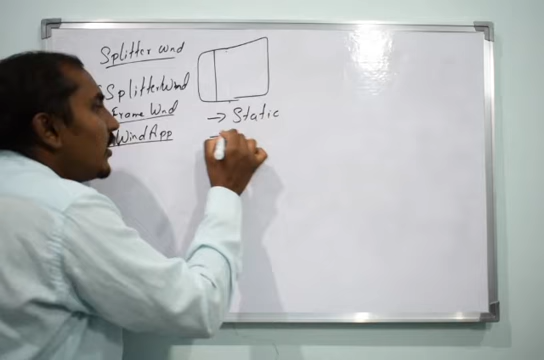 Splitter Wnd
SplitterWnd
Frame Wnd
WindApp
→ Static